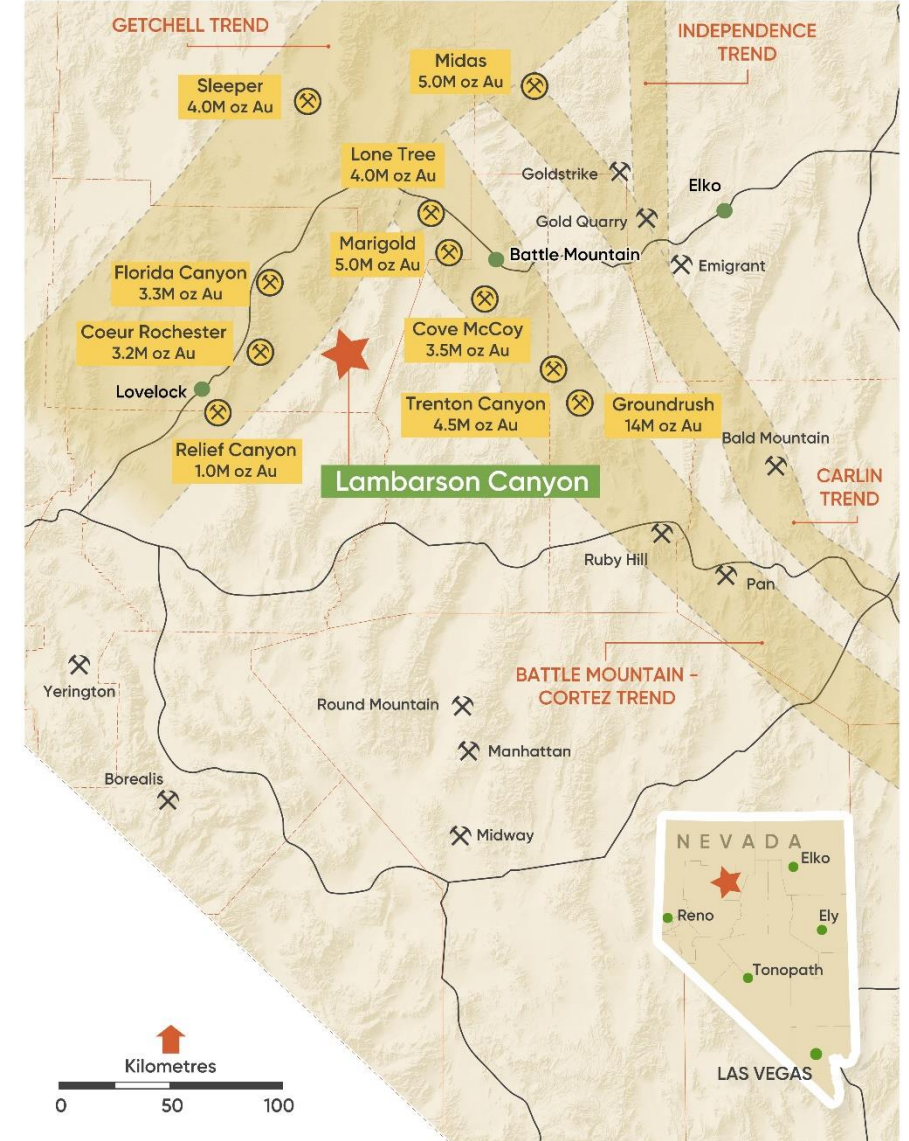 GETCHELL TREND
INDEPENDENCE
TREND
Sleeper
4.0M oz Au
Midas
5.0M oz Au
Lone Tree
4.0M oz Au
Goldstrike
Elko
Gold Quarry
Marigold
5.0M oz Au
Battle Mountain
Emigrant
Florida Canyon
3.3M oz Au
Coeur Rochester
3.2M oz Au
Cove McCoy
3.5M oz Au
Lovelock
Trenton Canyon
4.5M oz Au
Groundrush
14M oz Au
Relief Canyon
1.0M oz Au
Bald Mountain
Lambarson Canyon
CARLIN
TREND
Ruby Hill
Pan
BATTLE MOUNTAIN –
CORTEZ TREND
Yerington
Round Mountain
Manhattan
Borealis
Midway
NEVADA
Elko
Reno
Ely
Tonopath
LAS VEGAS
Kilometres
0 50 100